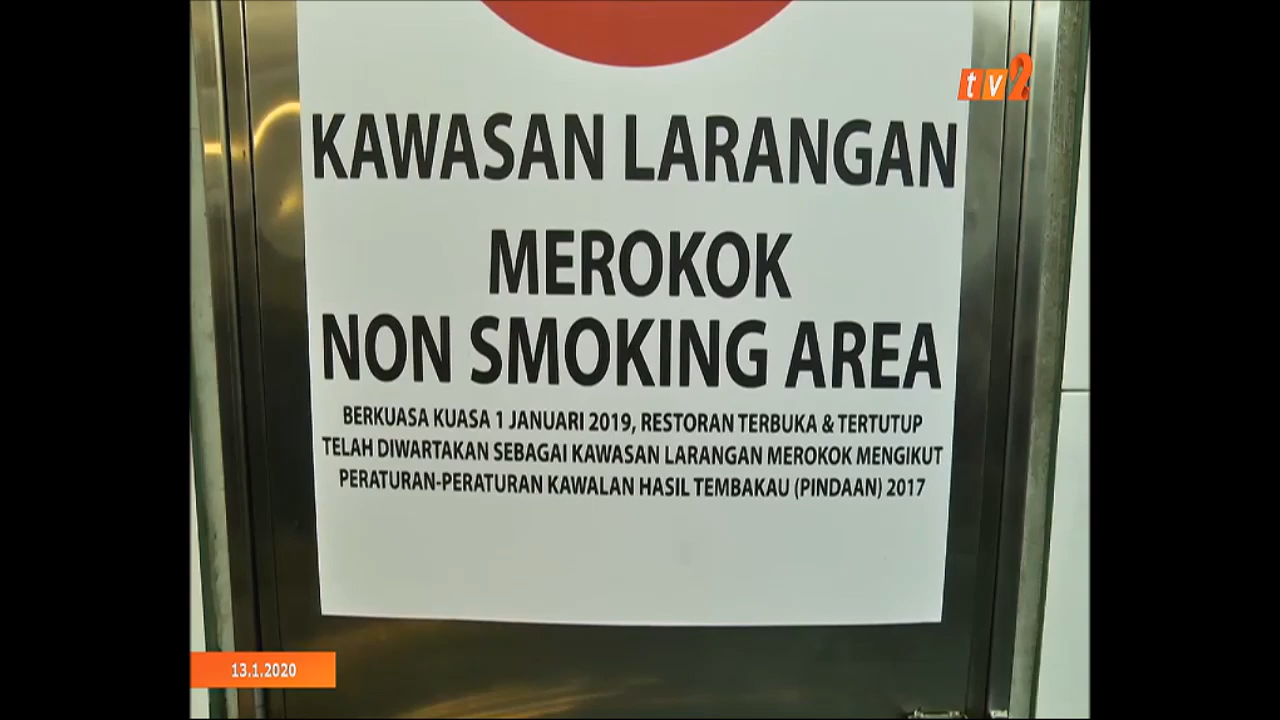 tv2
KAWASAN LARANGAN
MEROKOK
NON SMOKING AREA
BERKUASA KUASA 1 JANUARI 2019, RESTORAN TERBUKA & TERTUTUP
TELAH DIWARTAKAN SEBAGAI KAWASAN LARANGAN MEROKOK MENGIKUT
PERATURAN-PERATURAN KAWALAN HASIL TEMBAKAU (PINDAAN) 2017
13.1.2020